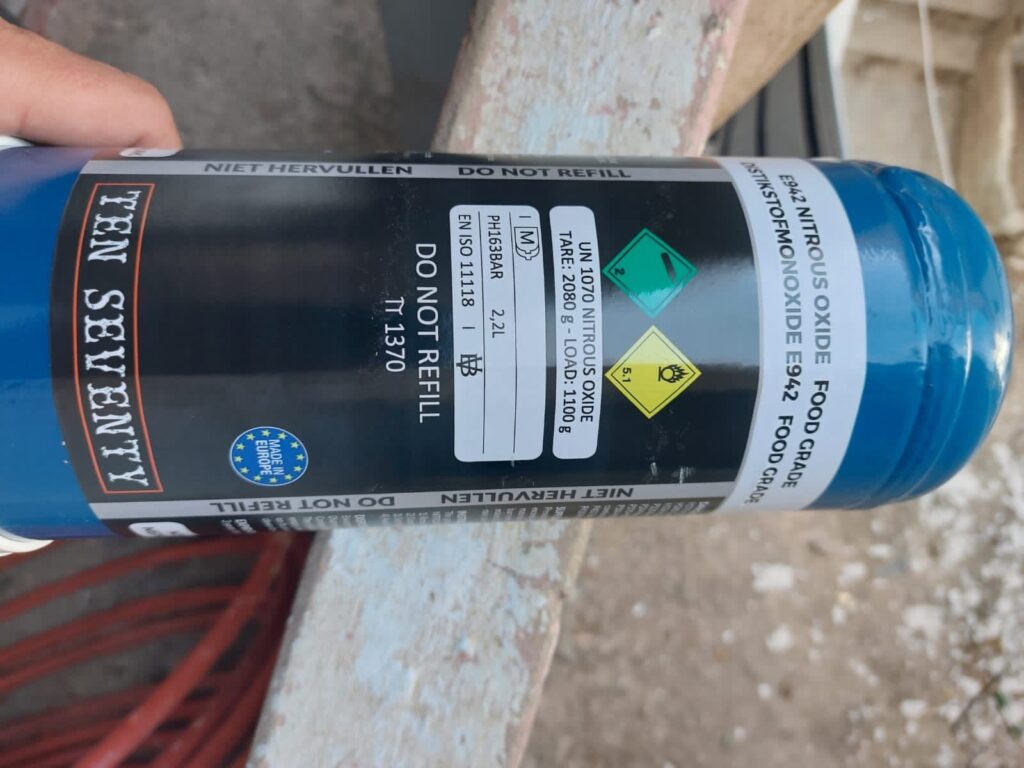 E942 NITROUS OXIDE FOOD GRADE
DISTIKSTOFMONOXIDE E942 FOOD GRADE
2
5.1
UN 1070 NITROUS OXIDE
TARE: 2080 g - LOAD: 1100 g
I M
PH163BAR 2,2L
EN ISO 11118 I
DO NOT REFILL
π 1370
NIET HERVULLEN DO NOT REFILL
NIET HERVULLEN DO NOT REFILL
MADE IN
EUROPE
TEN SEVENTY